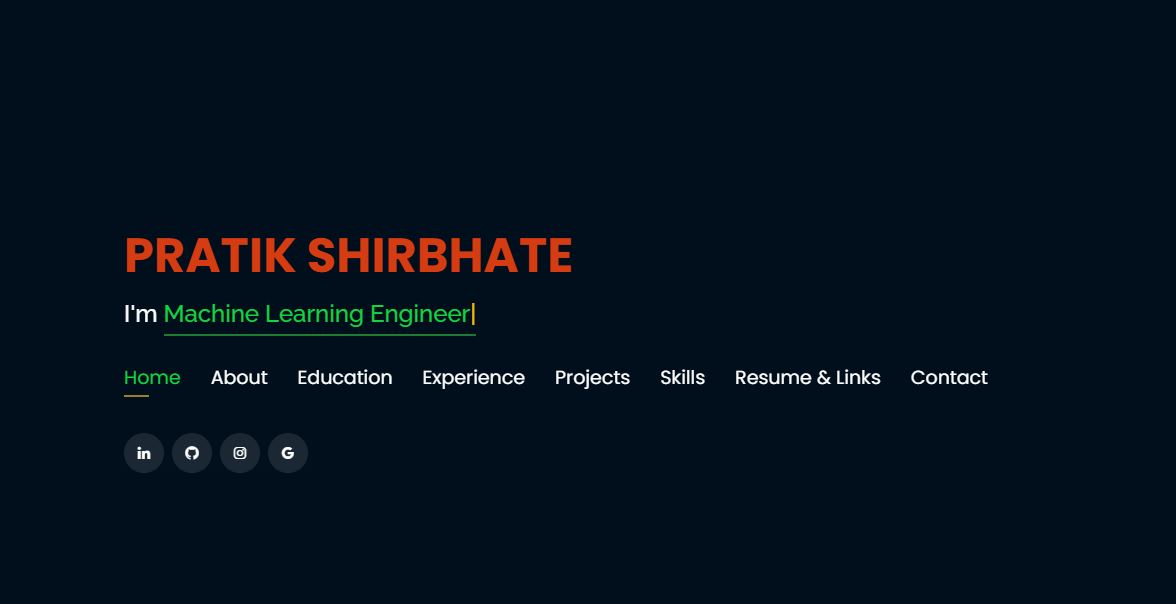 PRATIK SHIRBHATE
I'm Machine Learning Engineer|
Home About Education Experience Projects Skills Resume & Links Contact
in G